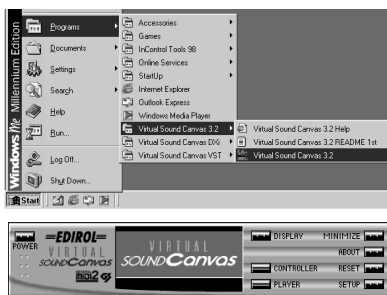 Windows Me Millennium Edition
Programs
Documents
Settings
Search
Help
Run...
Log Off...
Shut Down...
Start
Accessories
Games
InControl Tools 98
Online Services
StartUp
Internet Explorer
Outlook Express
Windows Media Player
Virtual Sound Canvas 3.2
Virtual Sound Canvas DXi
Virtual Sound Canvas VST
Virtual Sound Canvas 3.2 Help
Virtual Sound Canvas 3.2 README 1st
Virtual Sound Canvas 3.2
POWER
EDIROL
VIRTUAL
SOUND Canvas
midi2 GS
VIRTUAL
SOUND Canvas
DISPLAY MINIMIZE
ABOUT
CONTROLLER RESET
PLAYER SETUP